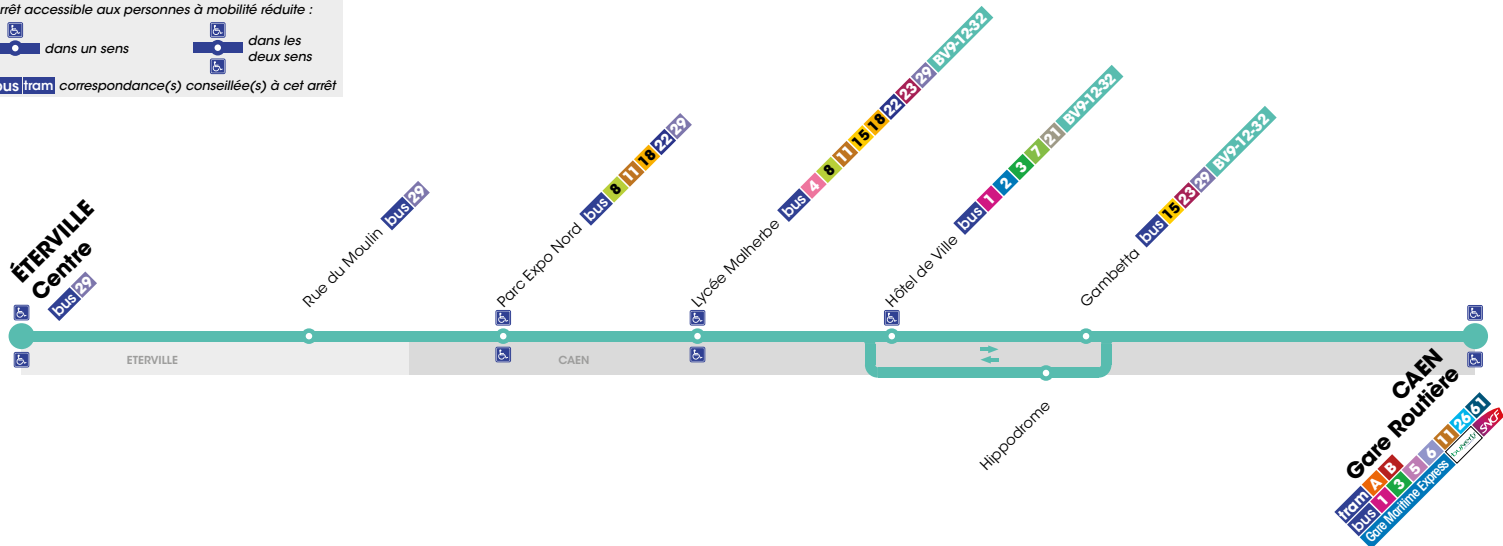 rrêt accessible aux personnes à mobilité réduite :
dans un sens
dans les
deux sens
bus tram correspondance(s) conseillée(s) à cet arrêt
ÉTERVILLE
Centre
bus 29
Rue du Moulin bus 29
Parc Expo Nord bus 8 11 18 22 29
Lycée Malherbe bus 4 8 11 15 18 22 23 29 BV9-12-32
Hôtel de Ville bus 1 2 3 7 21 BV9-12-32
Gambetta bus 15 23 29 BV9-12-32
ETERVILLE
CAEN
Hippodrome
CAEN
Gare Routière
tram A B
bus 1 3 5 6 11 26 61
Gare Maritime Express
SNCF